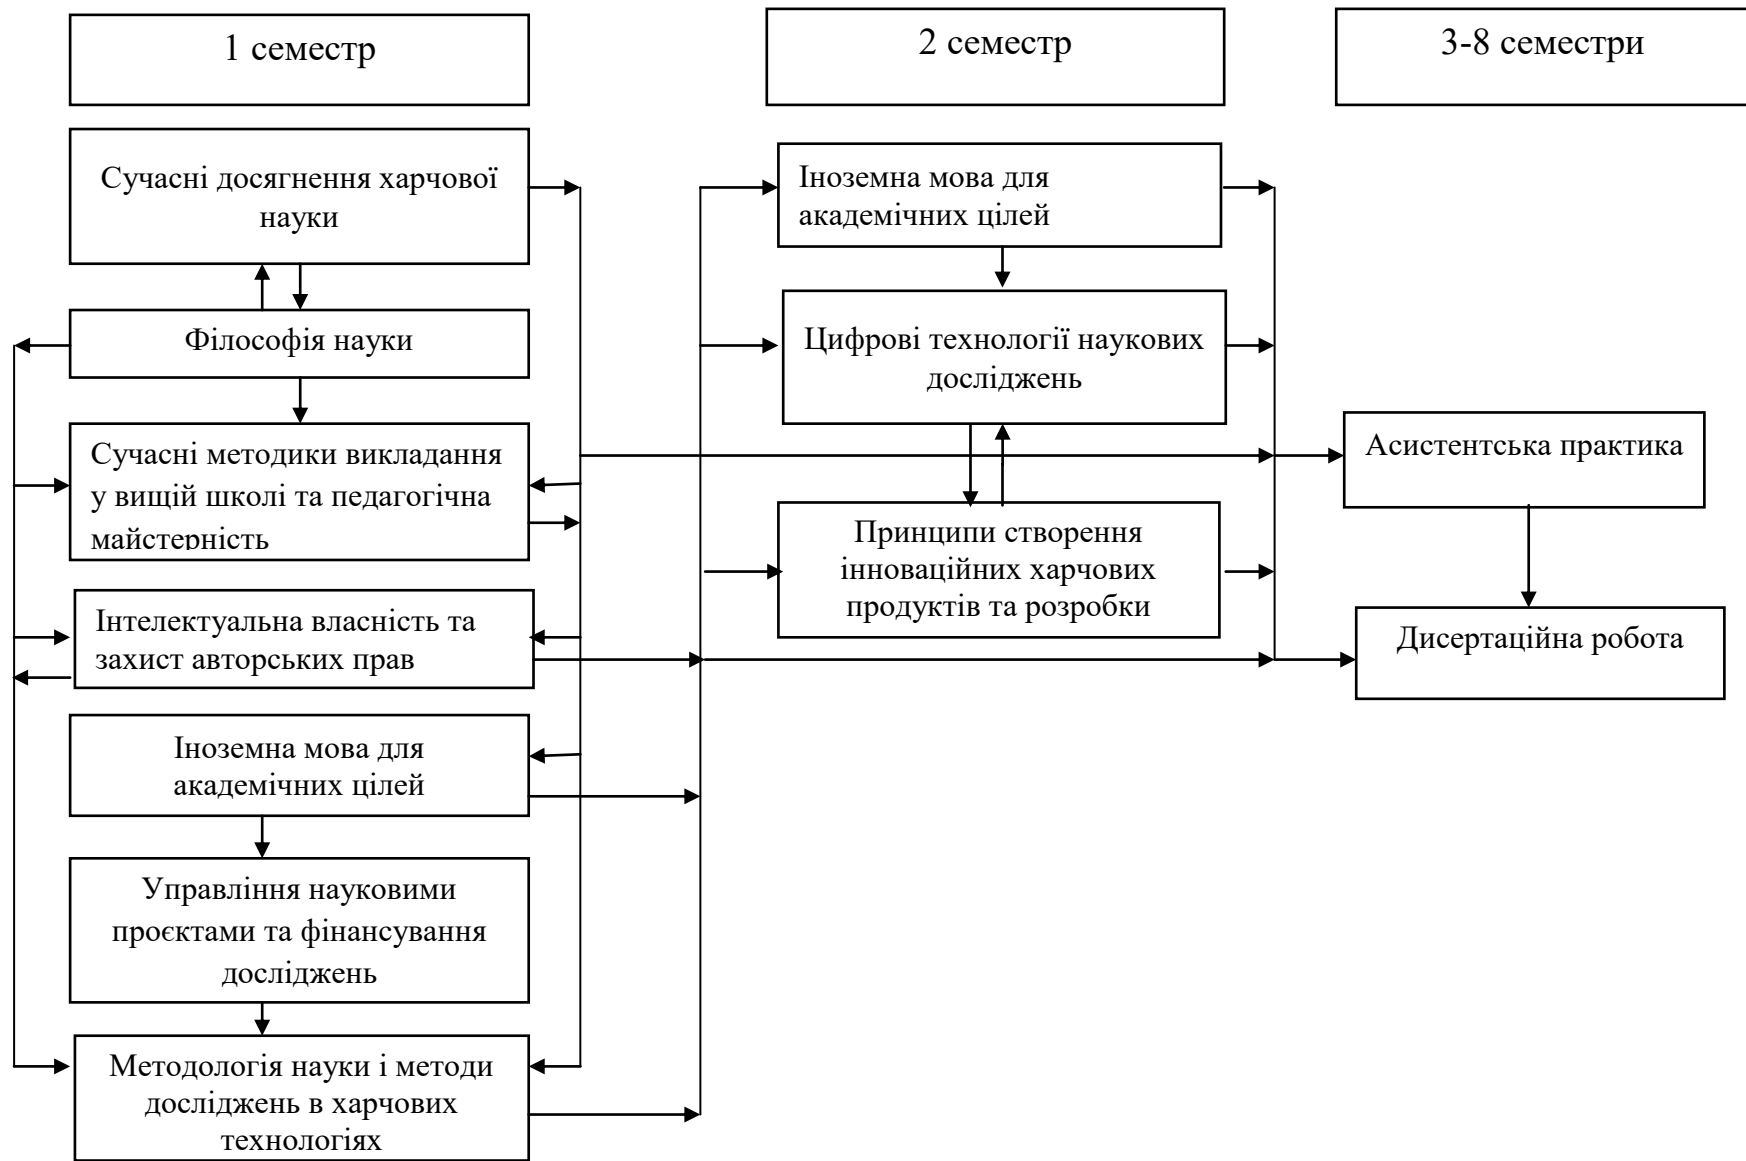 1 семестр
2 семестр
3-8 семестри
Сучасні досягнення харчової
науки
Філософія науки
Сучасні методики викладання
у вищій школі та педагогічна
майстерність
Інтелектуальна власність та
захист авторських прав
Іноземна мова для
академічних цілей
Управління науковими
проєктами та фінансування
досліджень
Методологія науки і методи
досліджень в харчових
технологіях
Іноземна мова для
академічних цілей
Цифрові технології наукових
досліджень
Принципи створення
інноваційних харчових
продуктів та розробки
Асистентська практика
Дисертаційна робота